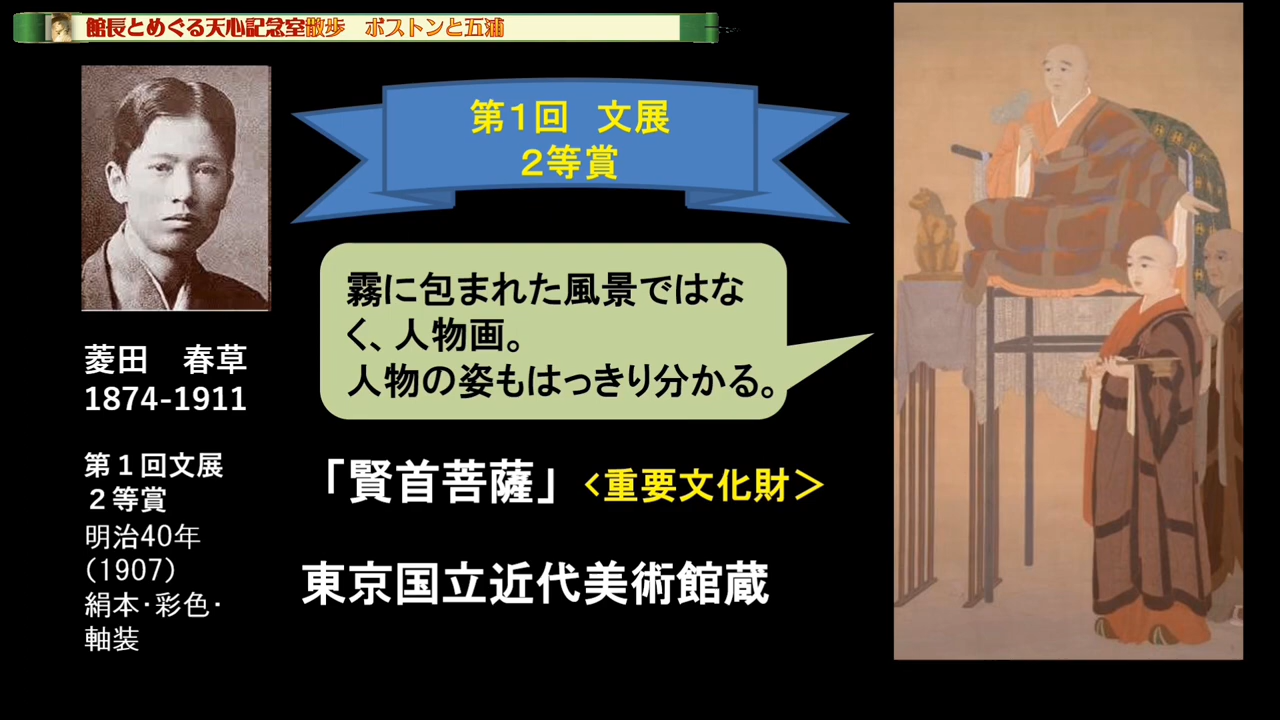 館長とめぐる天心記念室散歩　ボストンと五浦
第１回　文展
２等賞
霧に包まれた風景ではな
く、人物画。
人物の姿もはっきり分かる。
菱田　春草
1874-1911
第１回文展
２等賞
明治40年
(1907)
絹本・彩色・
軸装
「賢首菩薩」<重要文化財＞
東京国立近代美術館蔵